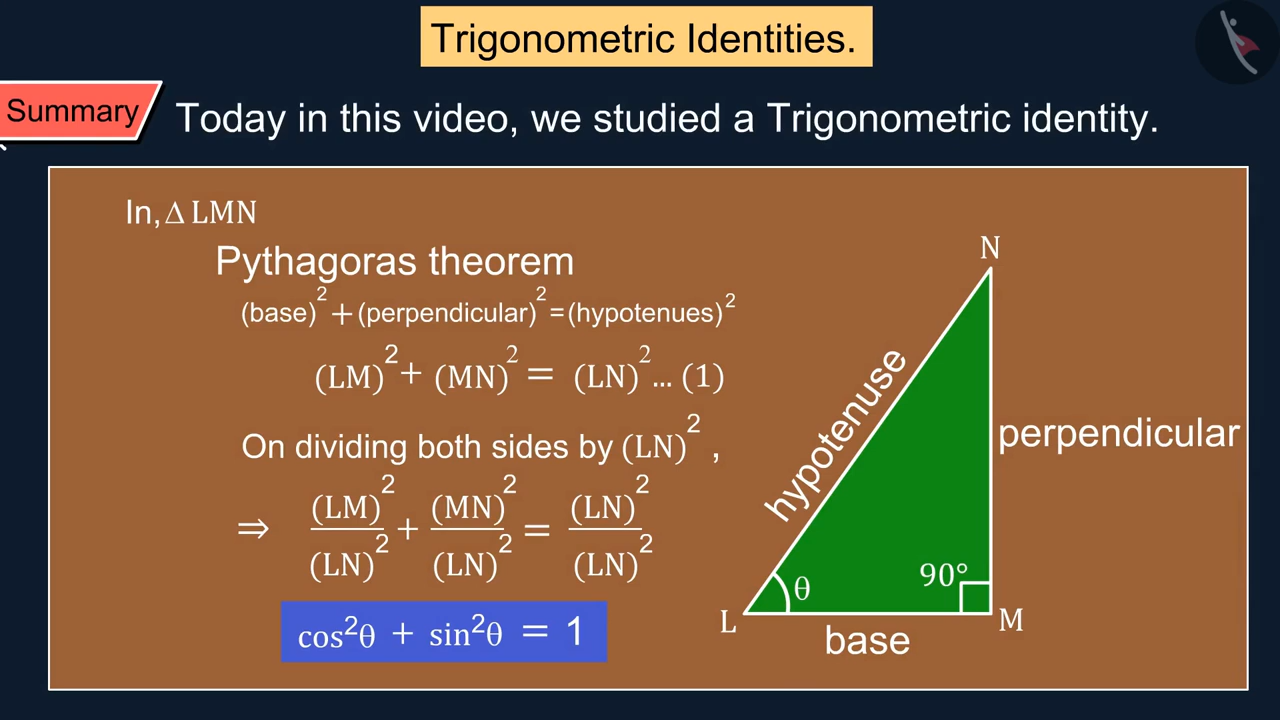 Trigonometric Identities.
Summary
Today in this video, we studied a Trigonometric identity.
In, Δ LMN
Pythagoras theorem
(base)² + (perpendicular)² = (hypotenues)²
(LM)² + (MN)² = (LN)² ... (1)
On dividing both sides by (LN)² ,
⇒ (LM)²/(LN)² + (MN)²/(LN)² = (LN)²/(LN)²
cos²θ + sin²θ = 1
N
hypotenuse
perpendicular
90°
θ
L
M
base